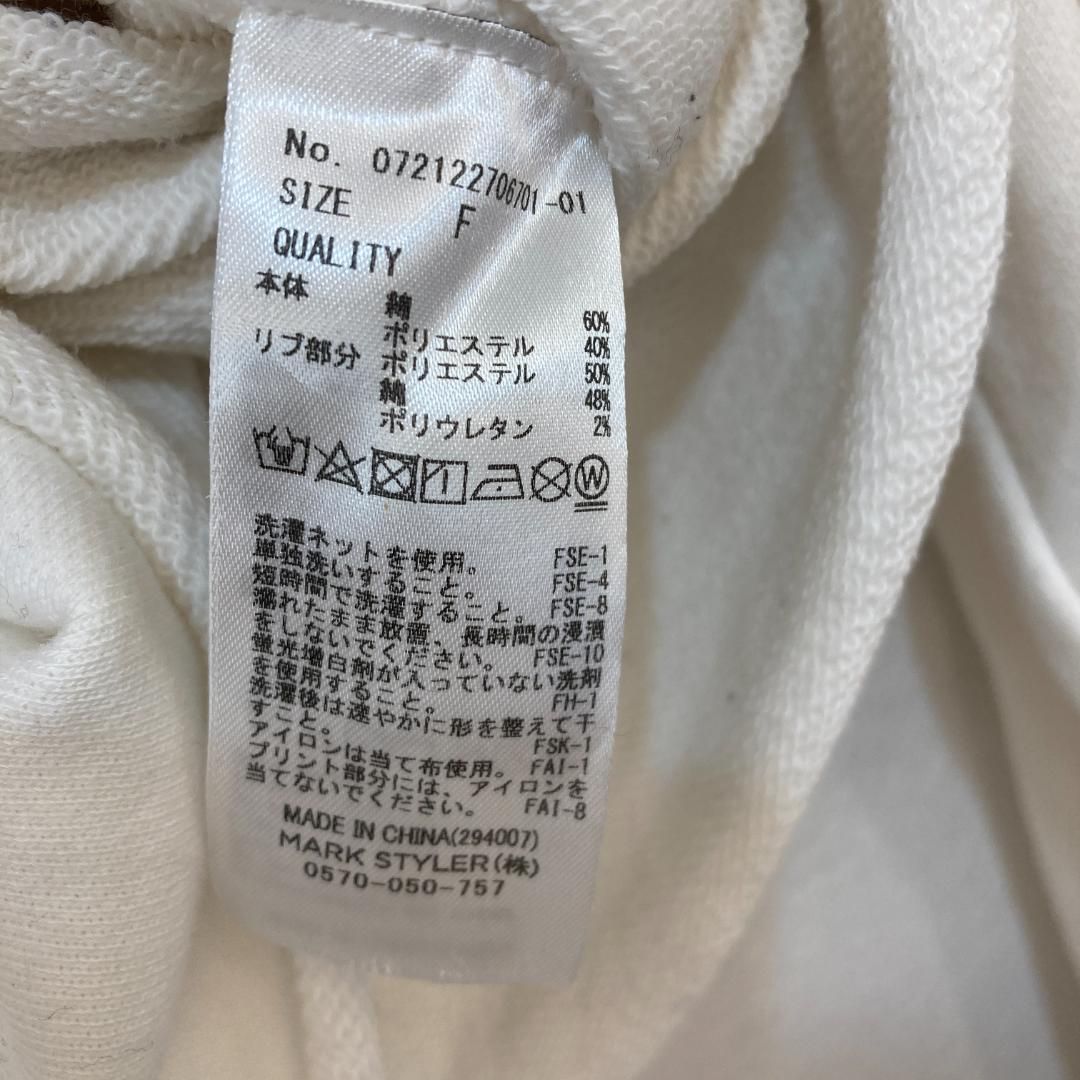 No. 072122706701-01
SIZE F
QUALITY
本体 綿 60%
ポリエステル 40%
リブ部分 ポリエステル 50%
綿 48%
ポリウレタン 2%
洗濯ネットを使用。 FSE-1
単独洗いすること。 FSE-4
短時間で洗濯すること。 FSE-8
濡れたまま放置、長時間の浸漬
をしないでください。 FSE-10
蛍光増白剤が入っていない洗剤
を使用すること。 FH-1
洗濯後は速やかに形を整えて干
すこと。 FSK-1
アイロンは当て布使用。 FAI-1
プリント部分には、アイロンを
当てないでください。 FAI-8
MADE IN CHINA(294007)
MARK STYLER(株)
0570-050-757